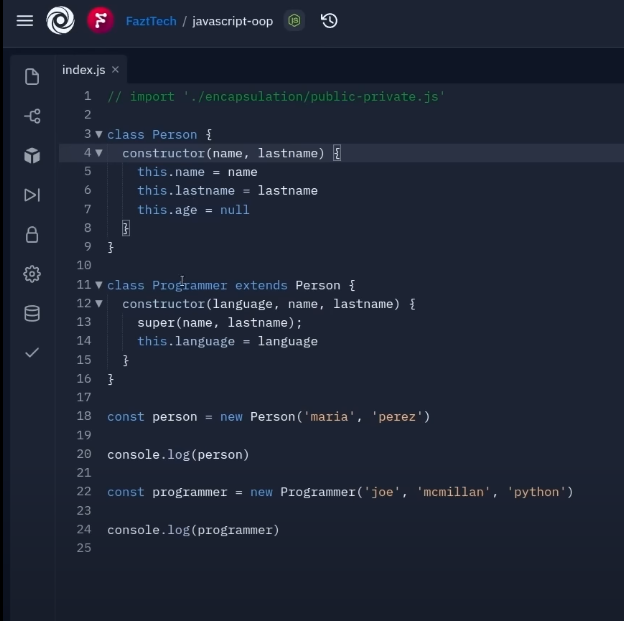 FaztTech / javascript-oop
index.js ×
1 // import './encapsulation/public-private.js'
2
3 class Person {
4 constructor(name, lastname) {
5 this.name = name
6 this.lastname = lastname
7 this.age = null
8 }
9 }
10
11 class Programmer extends Person {
12 constructor(language, name, lastname) {
13 super(name, lastname);
14 this.language = language
15 }
16 }
17
18 const person = new Person('maria', 'perez')
19
20 console.log(person)
21
22 const programmer = new Programmer('joe', 'mcmillan', 'python')
23
24 console.log(programmer)
25